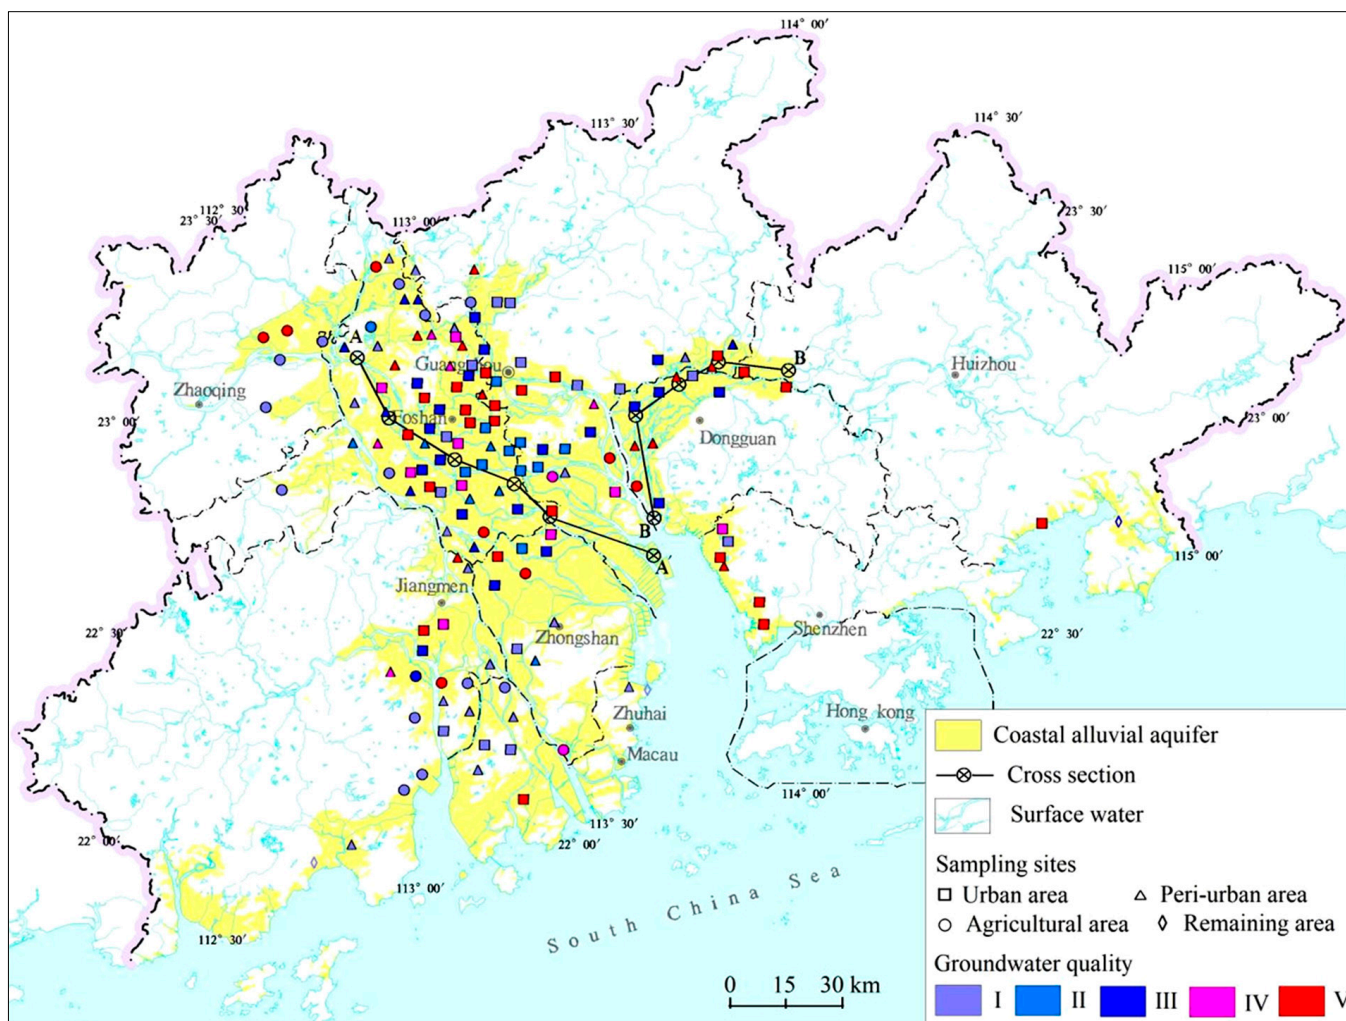 114° 00′
113° 30′
114° 30′
112° 30′
23° 30′
113° 00′
23° 30′
115° 00′
A
B
Guangzhou
Huizhou
Zhaoqing
23° 00′
Foshan
Dongguan
23° 00′
B
A′
115° 00′
Jiangmen
22° 30′
Zhongshan
Shenzhen
22° 30′
Zhuhai
Hong kong
Macau
114° 00′
113° 30′
22° 00′
22° 00′
113° 00′
112° 30′
South China Sea
0 15 30 km
Coastal alluvial aquifer
Cross section
Surface water
Sampling sites
Urban area
Peri-urban area
Agricultural area
Remaining area
Groundwater quality
I II III IV V